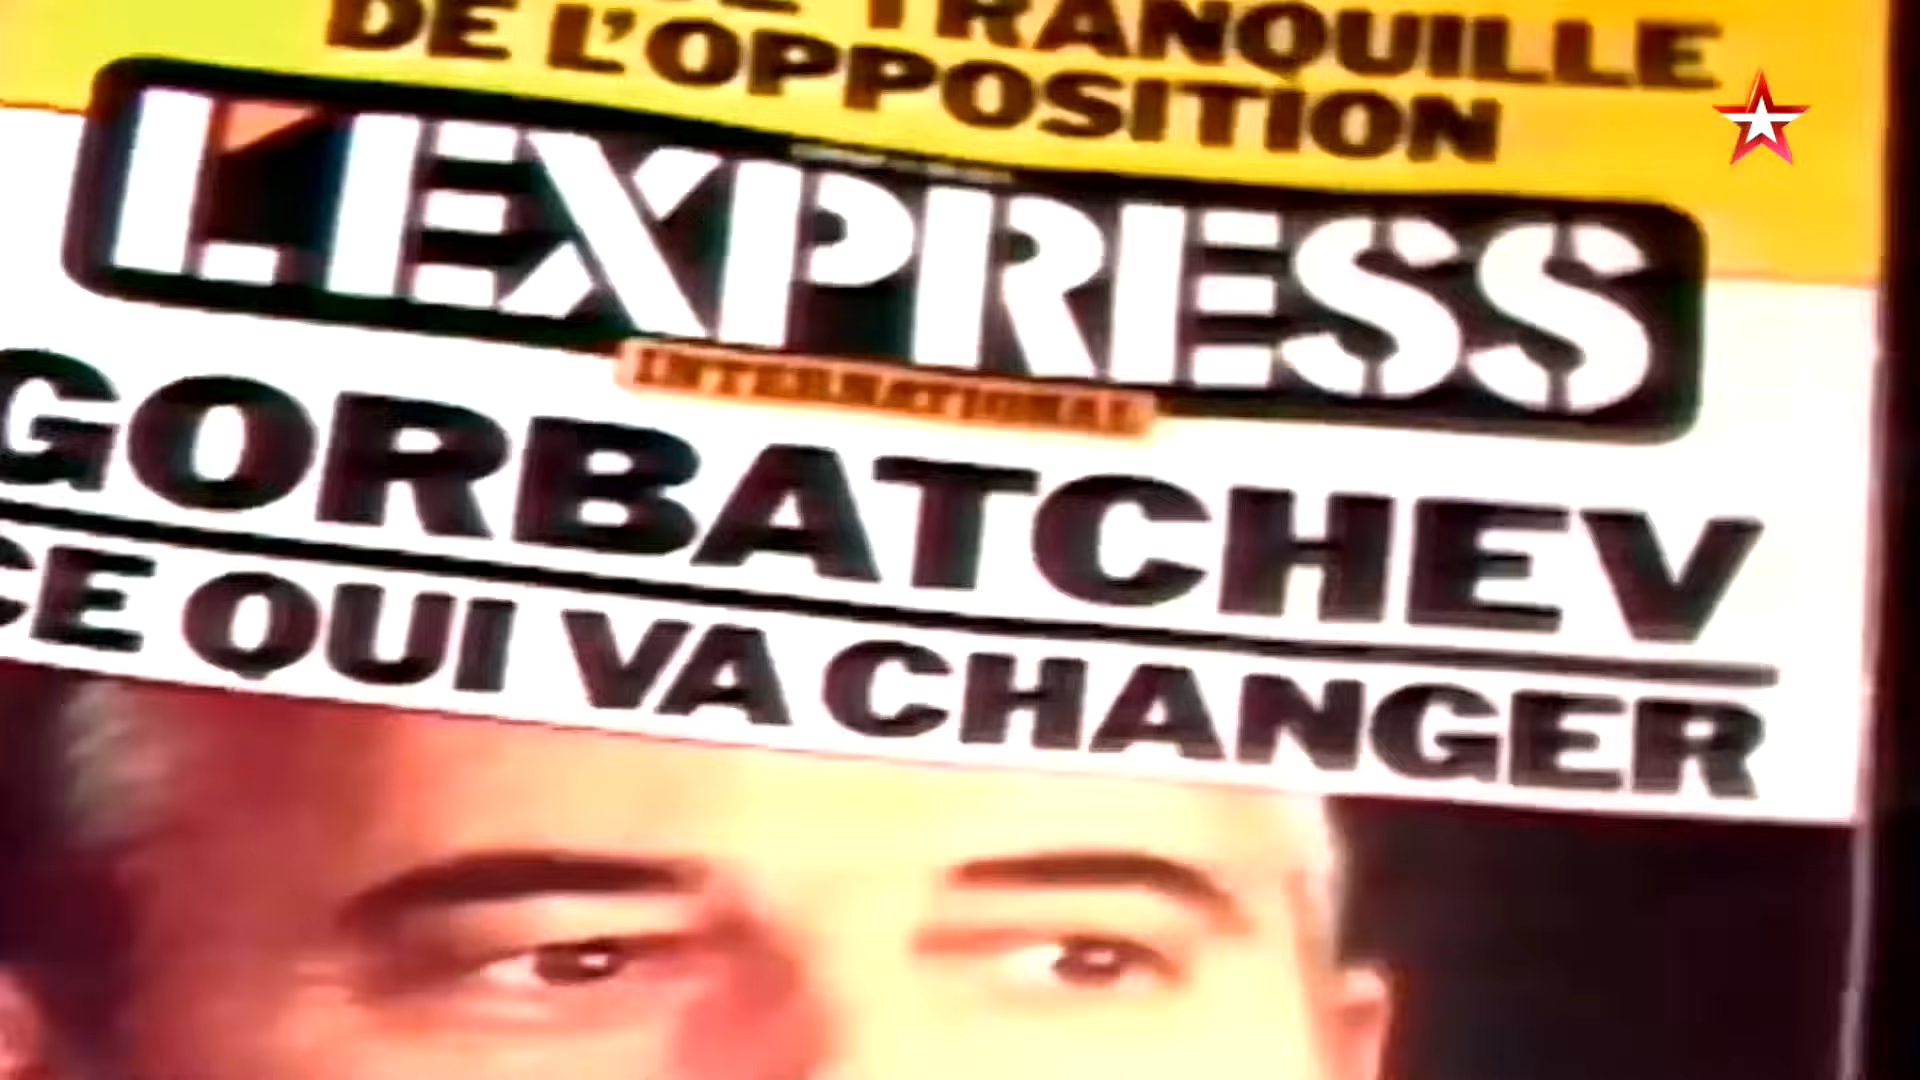 TRANQUILLE
DE L'OPPOSITION
L'EXPRESS
INTERNATIONAL
GORBATCHEV
CE QUI VA CHANGER